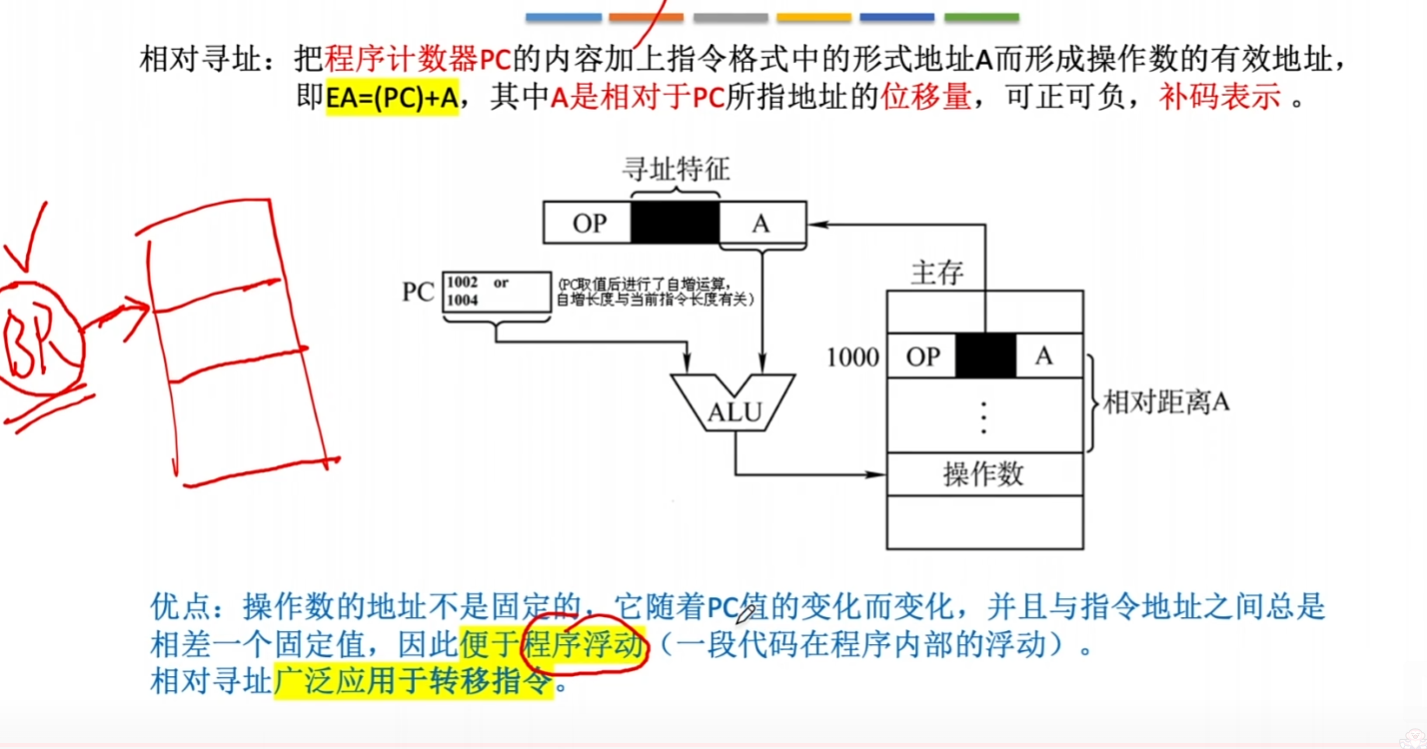 相对寻址：把程序计数器PC的内容加上指令格式中的形式地址A而形成操作数的有效地址，
即EA=(PC)+A，其中A是相对于PC所指地址的位移量，可正可负，补码表示 。
寻址特征
OP A
PC 1002 or
1004
(PC取值后进行了自增运算，
自增长度与当前指令长度有关)
主存
1000 OP A
相对距离A
ALU
⋮
操作数
BR
优点：操作数的地址不是固定的，它随着PC值的变化而变化，并且与指令地址之间总是
相差一个固定值，因此便于程序浮动（一段代码在程序内部的浮动）。
相对寻址广泛应用于转移指令。